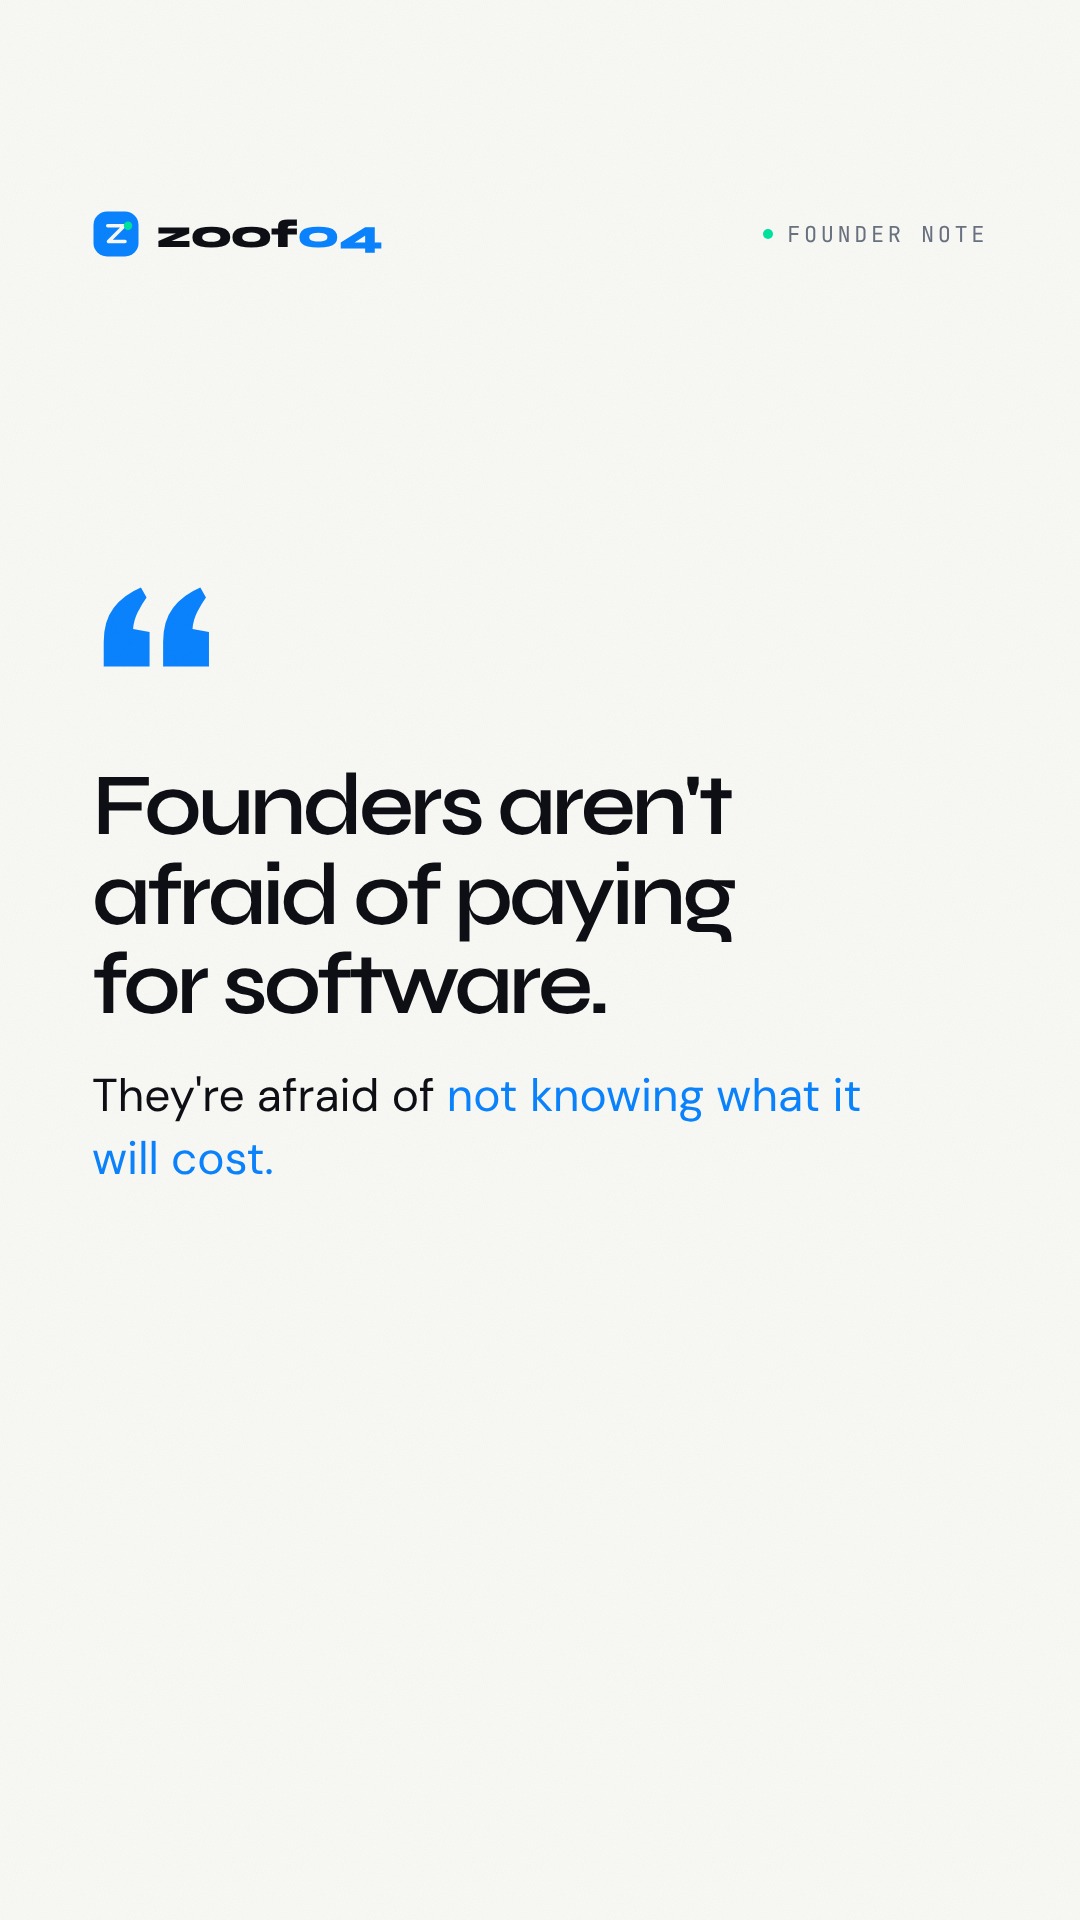 Z zoof04
FOUNDER NOTE
“
Founders aren't
afraid of paying
for software.
They're afraid of not knowing what it
will cost.